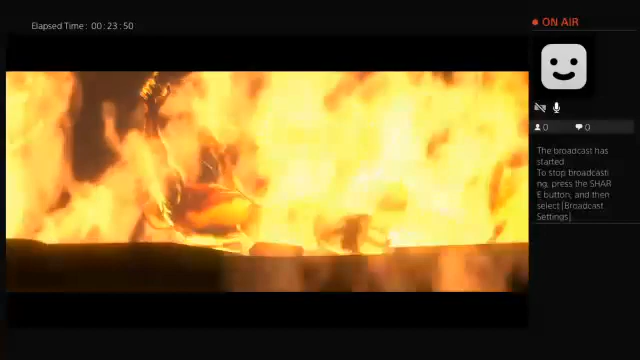 Elapsed Time : 00 : 23 : 50
ON AIR
0 0
The broadcast has
started
To stop broadcasti
ng, press the SHAR
E button, and then
select [Broadcast
Settings]